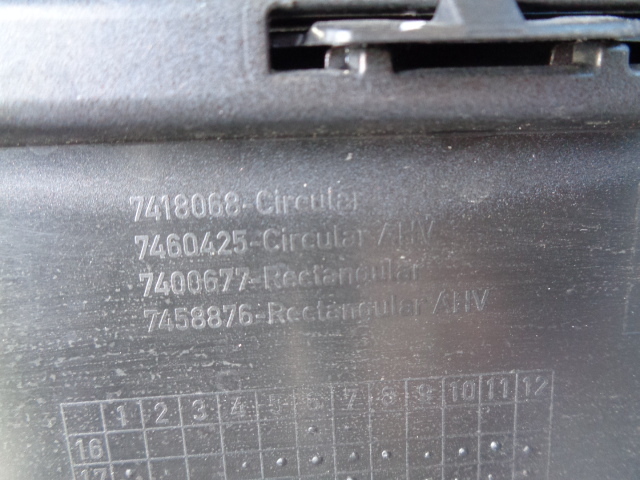 7418068-Circular
7460425-Circular /HV
7400677-Rectangular
7458876-Rectangular /HV
1 2 3 4 5 6 7 8 9 10 11 12
16
17